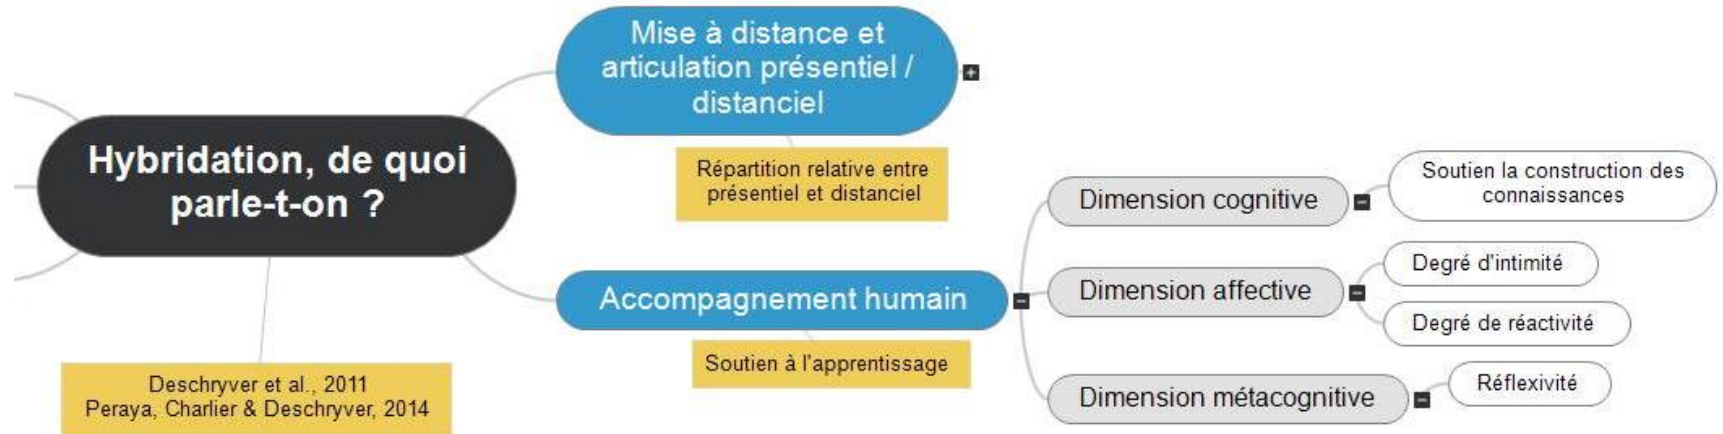 Hybridation, de quoi
parle-t-on ?
Deschryver et al., 2011
Peraya, Charlier & Deschryver, 2014
Mise à distance et
articulation présentiel /
distanciel
Répartition relative entre
présentiel et distanciel
Accompagnement humain
Soutien à l'apprentissage
Dimension cognitive
Soutien la construction des
connaissances
Dimension affective
Degré d'intimité
Degré de réactivité
Dimension métacognitive
Réflexivité